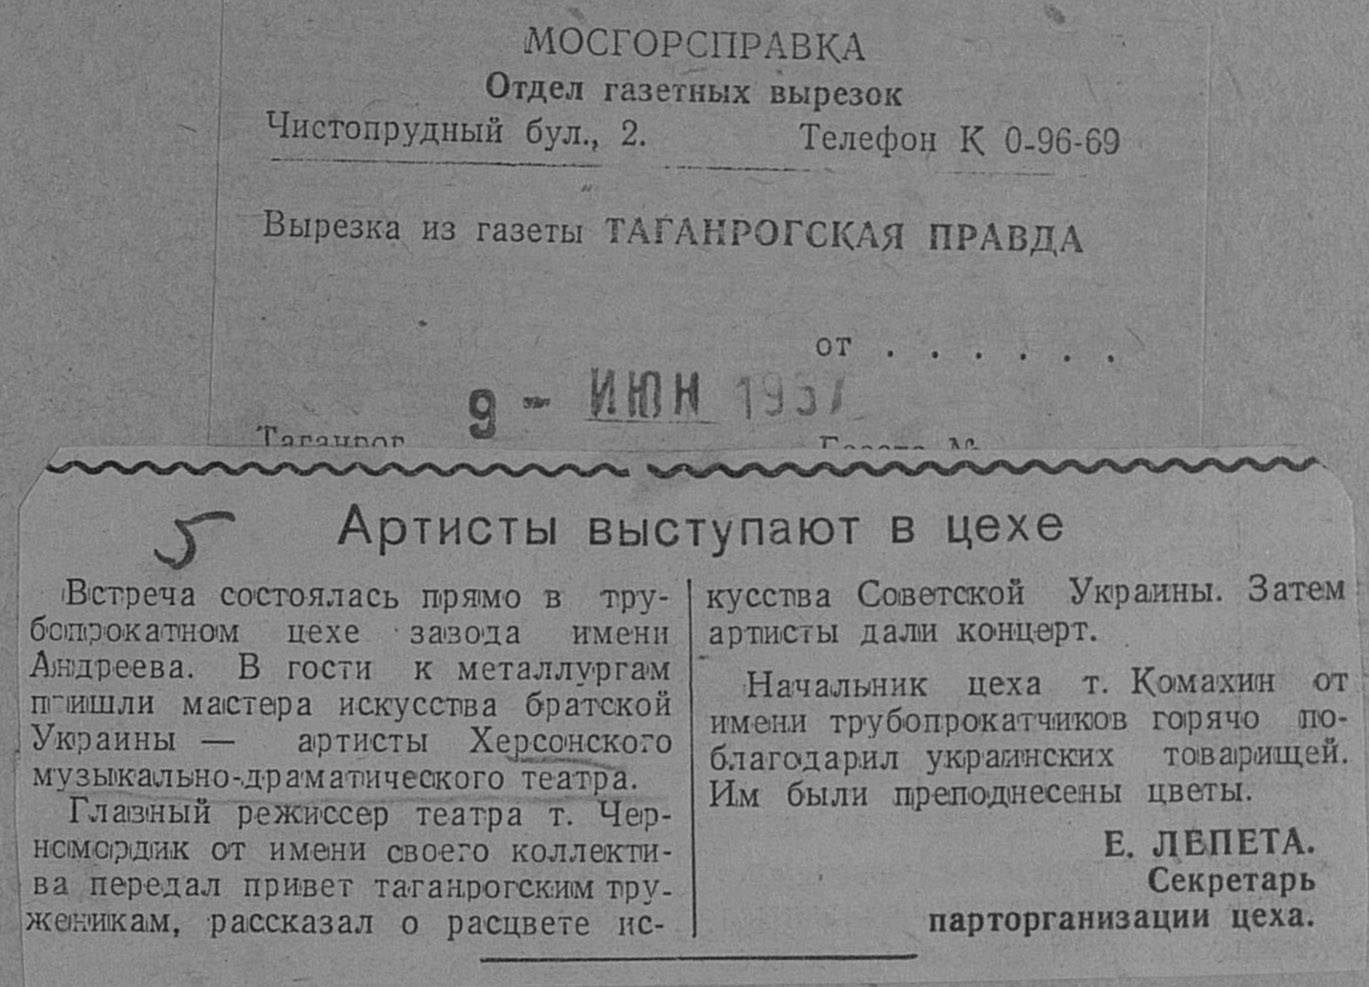 МОСГОРСПРАВКА
Отдел газетных вырезок
Чистопрудный бул., 2. Телефон К 0-96-69
Вырезка из газеты ТАГАНРОГСКАЯ ПРАВДА
от . . . . . .
9 - ИЮН 1957
Таганрог Газета №
5 Артисты выступают в цехе
Встреча состоялась прямо в тру-
бопрокатном цехе завода имени
Андреева. В гости к металлургам
пришли мастера искусства братской
Украины — артисты Херсонского
музыкально-драматического театра.
Главный режиссер театра т. Чер-
номордик от имени своего коллекти-
ва передал привет таганрогским тру-
женикам, рассказал о расцвете ис-
кусства Советской Украины. Затем
артисты дали концерт.
Начальник цеха т. Комахин от
имени трубопрокатчиков горячо по-
благодарил украинских товарищей.
Им были преподнесены цветы.
Е. ЛЕПЕТА.
Секретарь
парторганизации цеха.